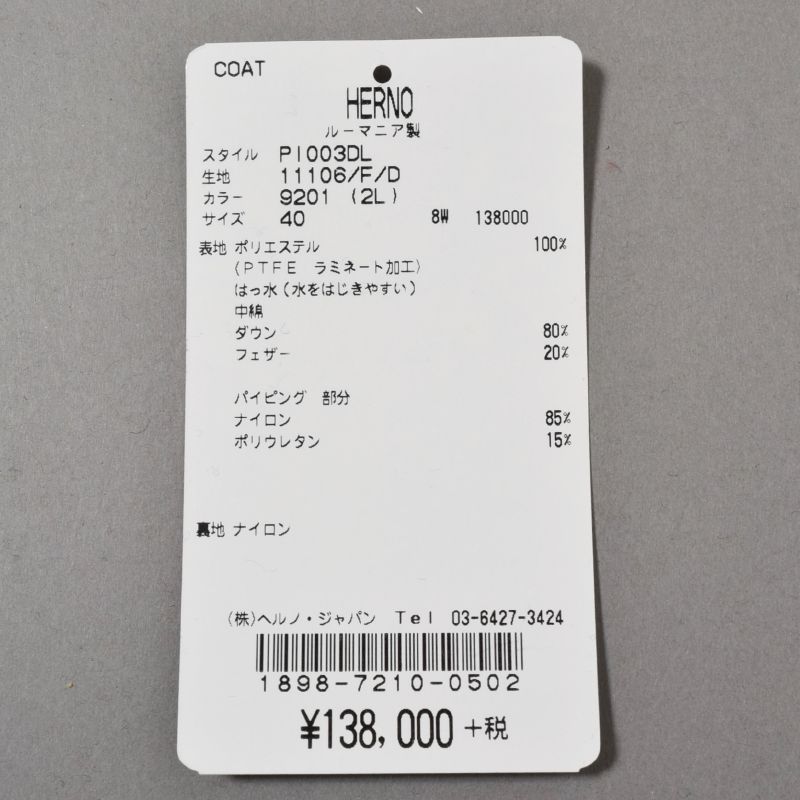 COAT
HERNO
ルーマニア製
スタイル PI003DL
生地 11106/F/D
カラー 9201 (2L)
サイズ 40 8W 138000
表地 ポリエステル 100%
(PTFE ラミネート加工)
はっ水(水をはじきやすい)
中綿
ダウン 80%
フェザー 20%
パイピング 部分
ナイロン 85%
ポリウレタン 15%
裏地 ナイロン
(株)ヘルノ・ジャパン Tel 03-6427-3424
1898-7210-0502
¥138,000 +税